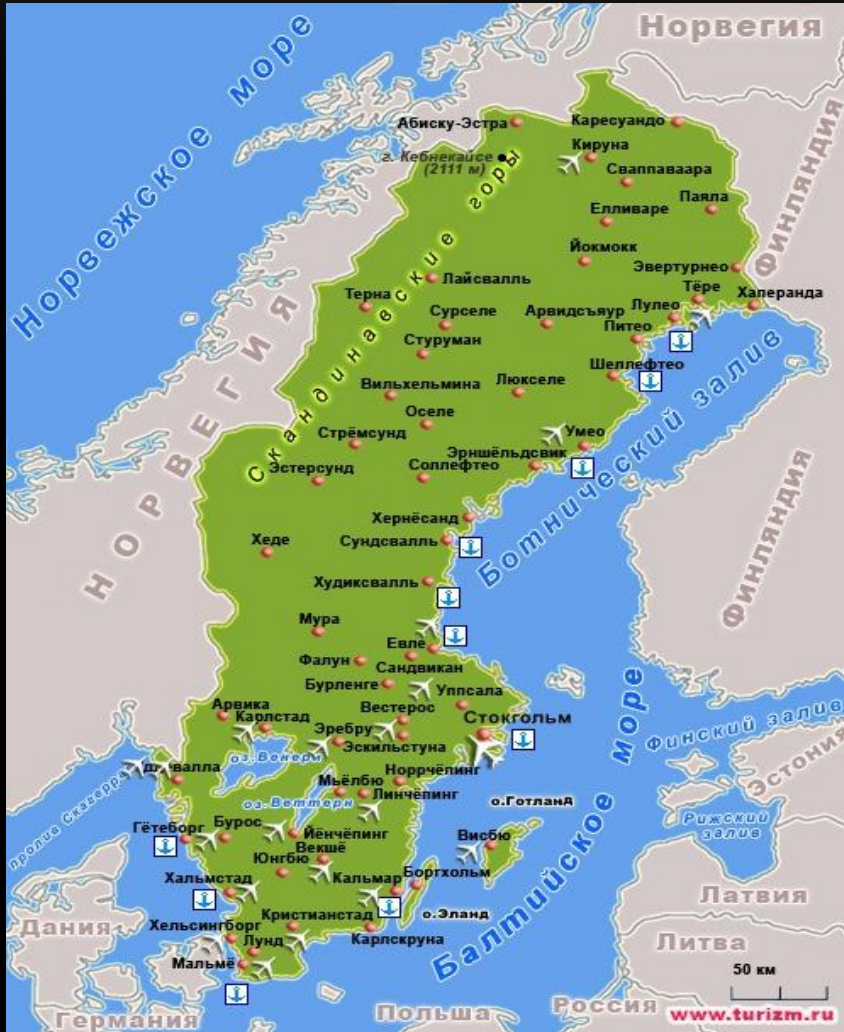 Норвегия
Норвежское море
Абиску-Эстра
Каресуандо
г. Кебнекайсе
(2111 м)
Кируна
Сваппаваара
Паяла
Финляндия
Скандинавские горы
Елливаре
Йокмокк
Эвертурнео
Лайсвалль
Терна
Тёре
Хаперанда
Сурселе
Арвидсъяур
Лулео
Питео
НОРВЕГИЯ
Стуруман
Шеллефтео
Вильхельмина
Люкселе
Оселе
Умео
Стрёмсунд
Эрншёльдсвик
Ботнический залив
Эстерсунд
Соллефтео
Хернёсанд
Хеде
Сундсвалль
Финляндия
Худиксвалль
Мура
Евле
Фалун
Сандвикан
Бурленге
Уппсала
Арвика
Карлстад
Вестерос
Стокгольм
Эребру
Эскильстуна
Финский залив
оз.Венерн
Эстония
Норрчёпинг
Мьёлбю
Линчёпинг
оз.Веттерн
о.Готланд
пролив Скагеррак
Гётеборг
Бурос
Йёнчёпинг
Висбю
Рижский
залив
Векшё
Юнгбю
Хальмстад
Кальмар
Боргхольм
Балтийское море
Латвия
Дания
Хельсингборг
Кристианстад
о.Эланд
Карлскруна
Литва
Лунд
Мальмё
50 км
Германия
Польша
Россия
www.turizm.ru